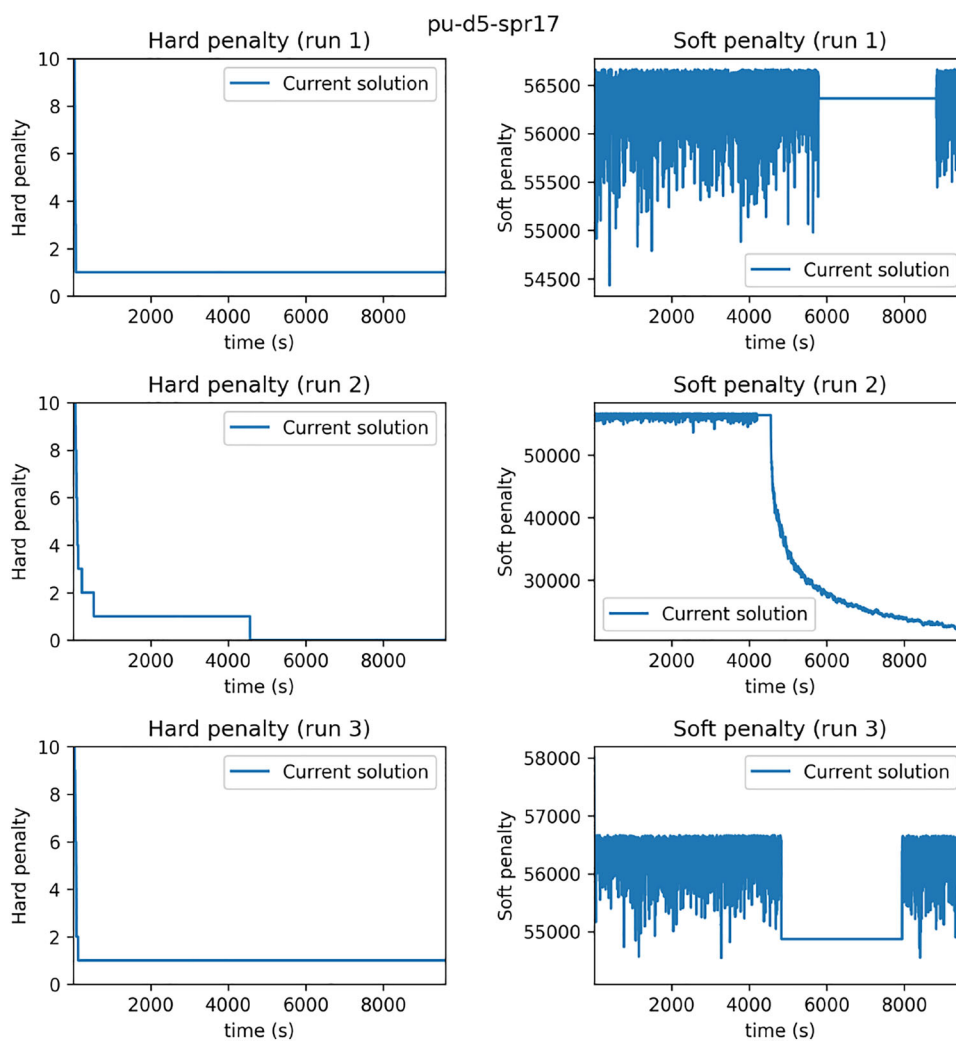 pu-d5-spr17
Hard penalty (run 1)
Hard penalty
10
8
6
4
2
0
Current solution
2000 4000 6000 8000
time (s)
Soft penalty (run 1)
Soft penalty
56500
56000
55500
55000
54500
Current solution
2000 4000 6000 8000
time (s)
Hard penalty (run 2)
Hard penalty
10
8
6
4
2
0
Current solution
2000 4000 6000 8000
time (s)
Soft penalty (run 2)
Soft penalty
50000
40000
30000
Current solution
2000 4000 6000 8000
time (s)
Hard penalty (run 3)
Hard penalty
10
8
6
4
2
0
Current solution
2000 4000 6000 8000
time (s)
Soft penalty (run 3)
Soft penalty
58000
57000
56000
55000
Current solution
2000 4000 6000 8000
time (s)